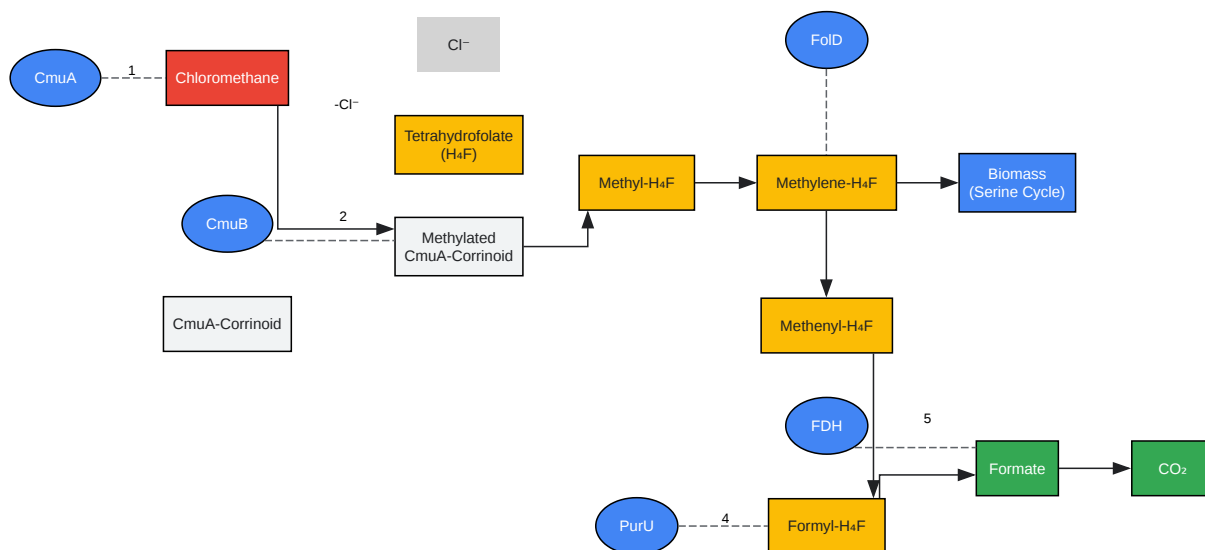 Cl⁻
FolD
CmuA
1
Chloromethane
-Cl⁻
Tetrahydrofolate
(H₄F)
Methyl-H₄F
Methylene-H₄F
Biomass
(Serine Cycle)
CmuB
2
Methylated
CmuA-Corrinoid
CmuA-Corrinoid
Methenyl-H₄F
FDH
5
Formate
CO₂
PurU
4
Formyl-H₄F